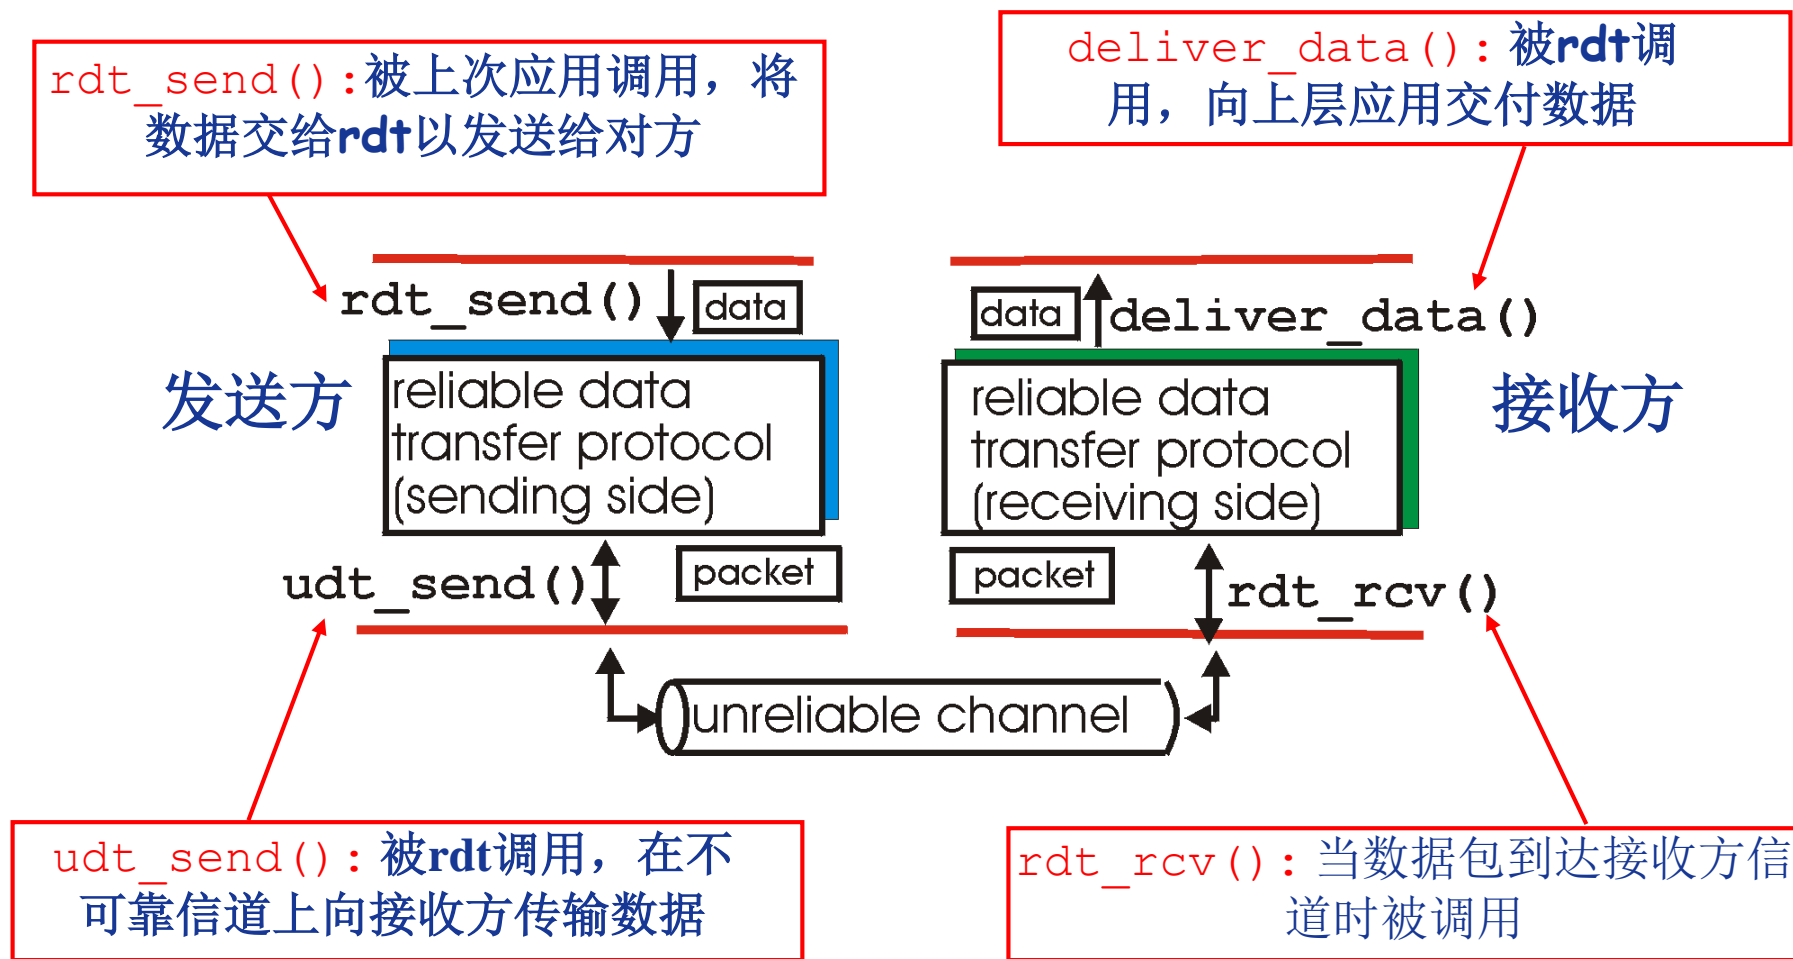 rdt_send():被上次应用调用，将
数据交给rdt以发送给对方
deliver_data(): 被rdt调
用，向上层应用交付数据
rdt_send()
data
data
deliver_data()
发送方
reliable data
transfer protocol
(sending side)
reliable data
transfer protocol
(receiving side)
接收方
udt_send()
packet
packet
rdt_rcv()
unreliable channel
udt_send(): 被rdt调用，在不
可靠信道上向接收方传输数据
rdt_rcv(): 当数据包到达接收方信
道时被调用